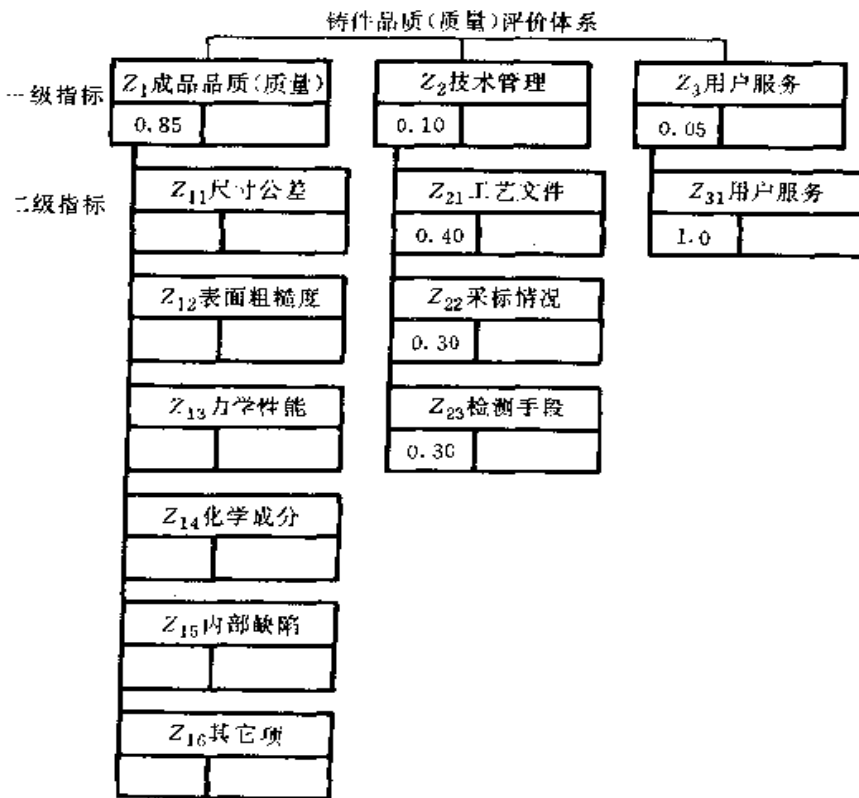 铸件品质(质量)评价体系
一级指标
Z₁成品品质(质量)
0.85
Z₂技术管理
0.10
Z₃用户服务
0.05
二级指标
Z₁₁尺寸公差
Z₂₁工艺文件
0.40
Z₃₁用户服务
1.0
Z₁₂表面粗糙度
Z₂₂采标情况
0.30
Z₁₃力学性能
Z₂₃检测手段
0.30
Z₁₄化学成分
Z₁₅内部缺陷
Z₁₆其它项